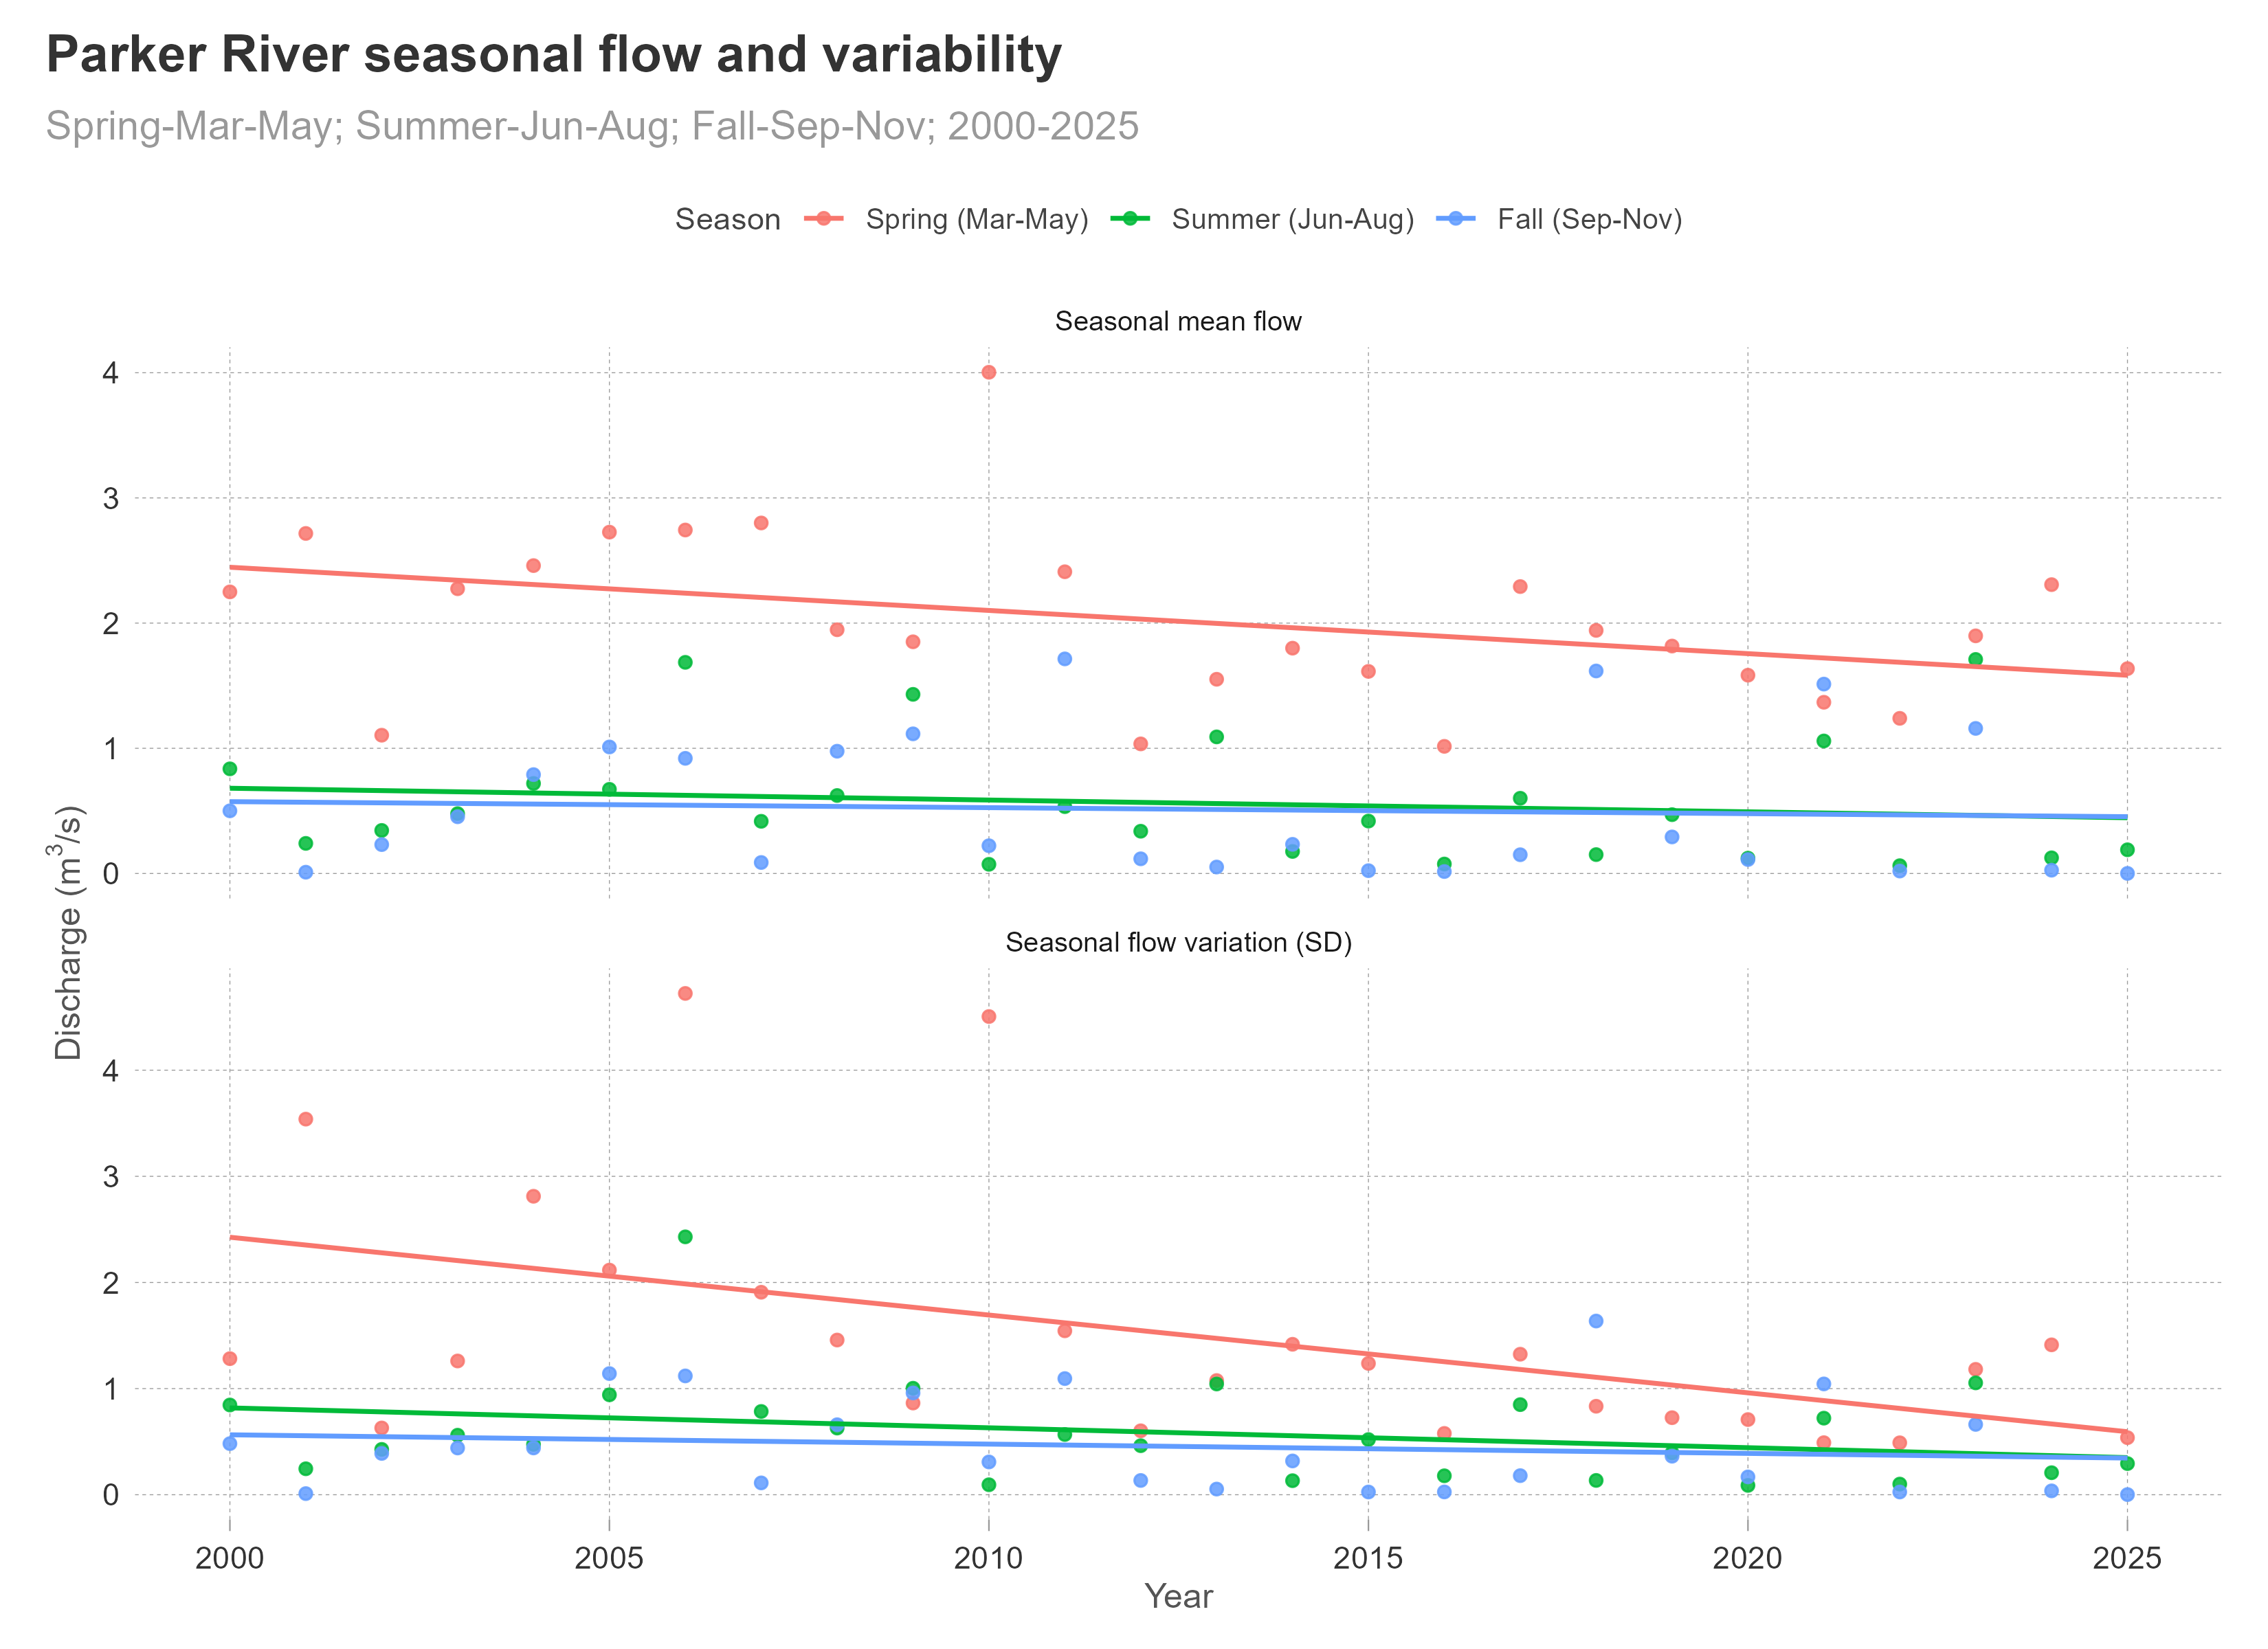 Parker River seasonal flow and variability
Spring-Mar-May; Summer-Jun-Aug; Fall-Sep-Nov; 2000-2025
Season Spring (Mar-May) Summer (Jun-Aug) Fall (Sep-Nov)
Seasonal mean flow
4
3
2
1
0
Discharge (m³/s)
Seasonal flow variation (SD)
4
3
2
1
0
2000 2005 2010 2015 2020 2025
Year